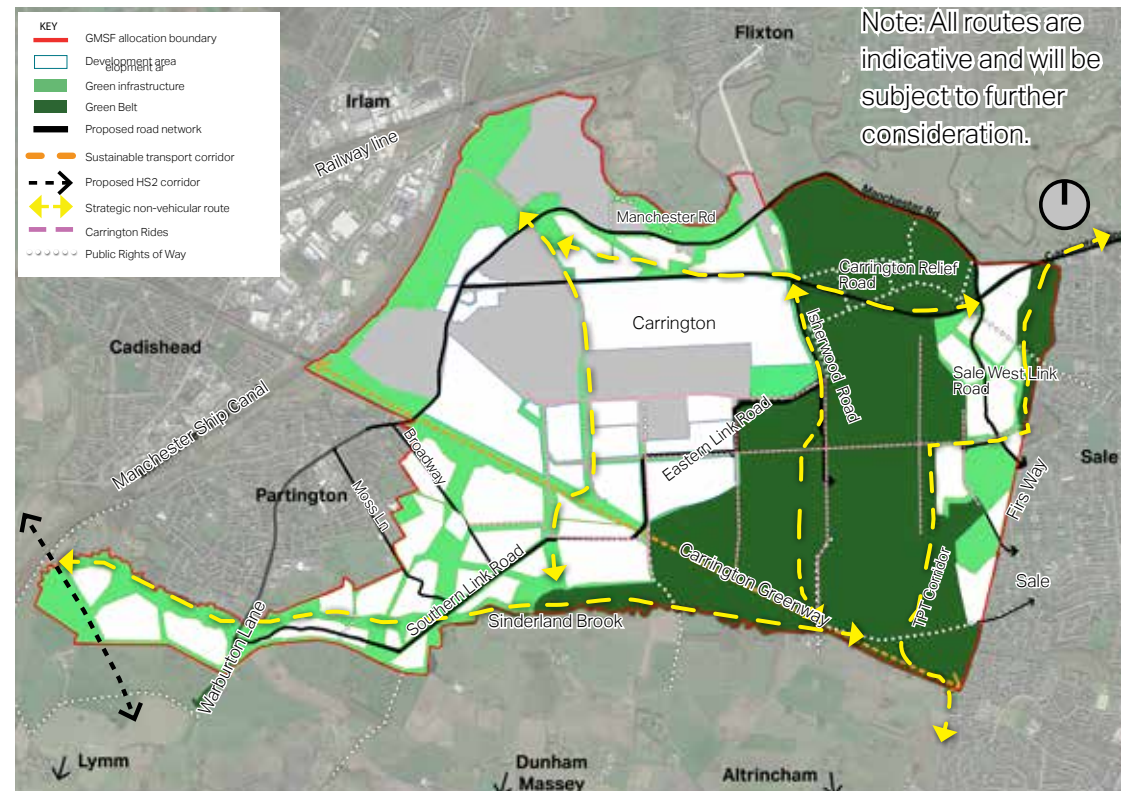 KEY
GMSF allocation boundary
Development area
elopment ar
Green infrastructure
Green Belt
Proposed road network
Sustainable transport corridor
Proposed HS2 corridor
Strategic non-vehicular route
Carrington Rides
Public Rights of Way
Note: All routes are
indicative and will be
subject to further
consideration.
Flixton
Irlam
Railway line
Manchester Rd
Manchester Rd
Carrington Relief
Road
Carrington
Isherwood Road
Cadishead
Manchester Ship Canal
Sale West Link
Road
Eastern Link Road
Broadway
Partington
Moss Ln
Sale
Firs Way
Southern Link Road
Carrington Greenway
TPT Corridor
Sale
Sinderland Brook
Warburton Lane
Lymm
Dunham
Massey
Altrincham